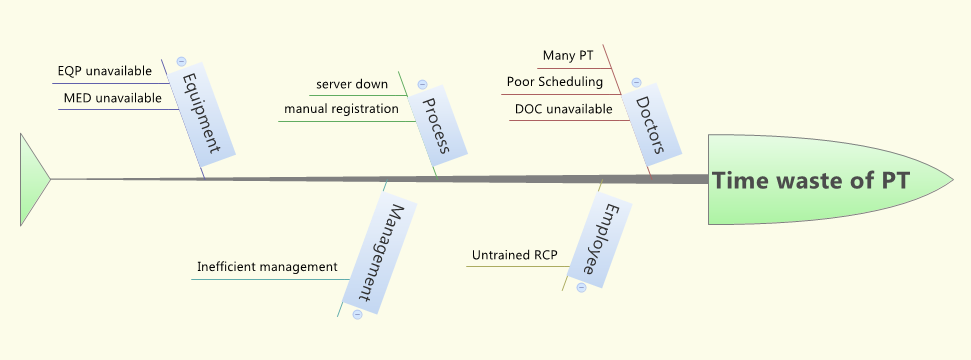 Equipment
EQP unavailable
MED unavailable
Process
server down
manual registration
Doctors
Many PT
Poor Scheduling
DOC unavailable
Time waste of PT
Management
Inefficient management
Employee
Untrained RCP